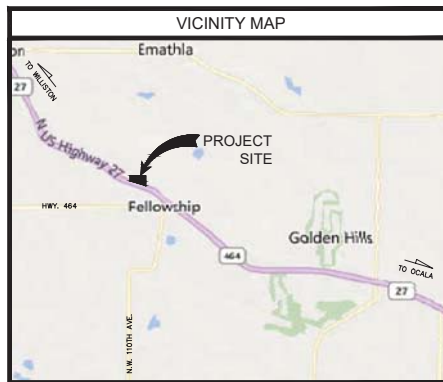 VICINITY MAP
on
Emathla
TO WILLISTON
27
N US Highway 27
PROJECT
SITE
HWY. 464
Fellowship
Golden Hills
464
TO OCALA
27
N.W. 110TH AVE.